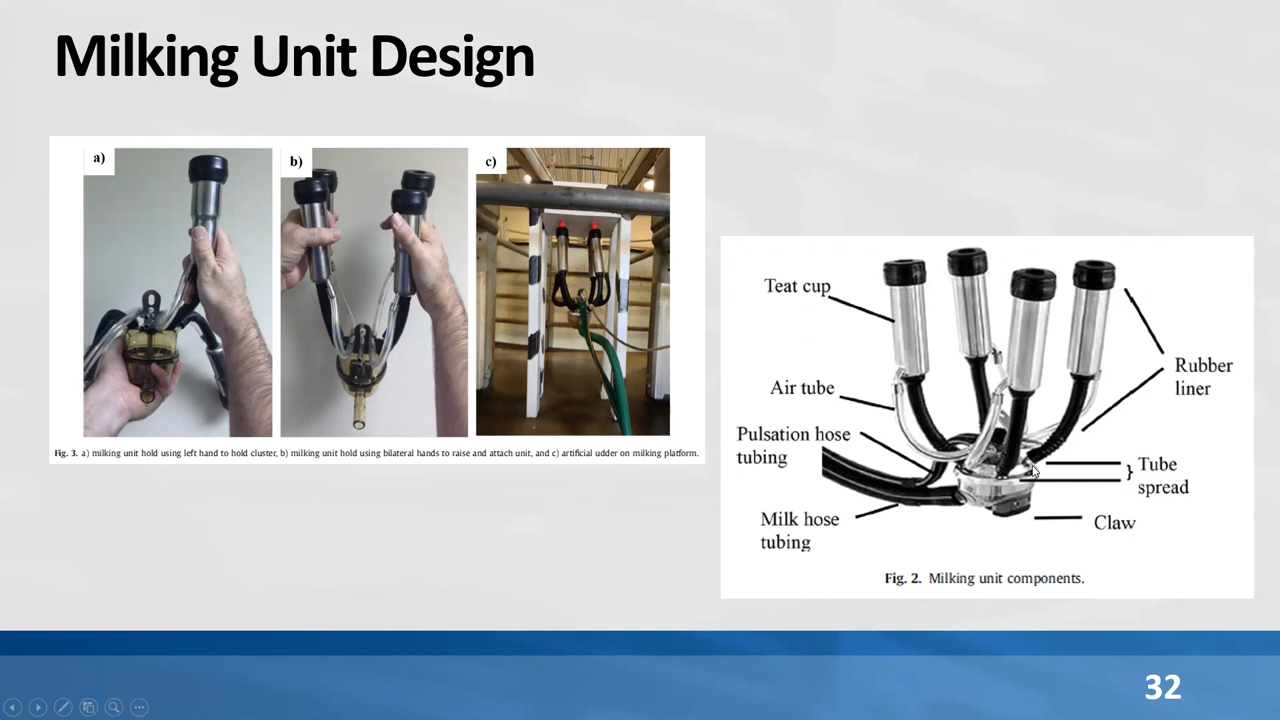 Milking Unit Design
a)
b)
c)
Fig. 3. a) milking unit hold using left hand to hold cluster, b) milking unit hold using bilateral hands to raise and attach unit, and c) artificial udder on milking platform.
Teat cup
Air tube
Pulsation hose
tubing
Milk hose
tubing
Rubber
liner
} Tube
spread
Claw
Fig. 2. Milking unit components.
32